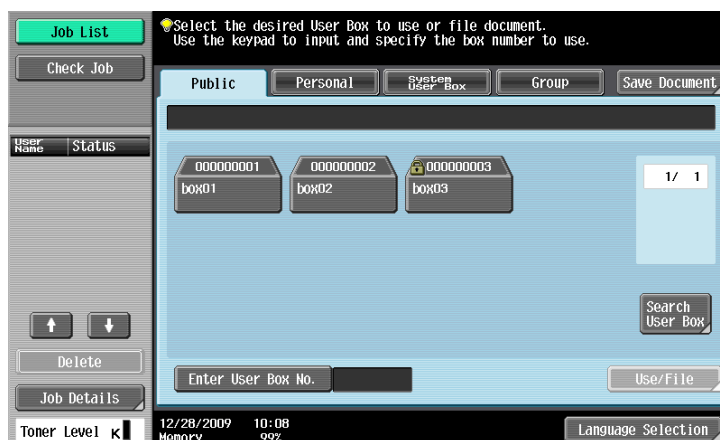 Job List
Check Job
Select the desired User Box to use or file document.
Use the keypad to input and specify the box number to use.
Public
Personal
System
User Box
Group
Save Document
User
Name
Status
000000001
box01
000000002
box02
000000003
box03
1/ 1
Search
User Box
Delete
Enter User Box No.
Use/File
Job Details
Toner Level K
12/28/2009 10:08
Memory 99%
Language Selection